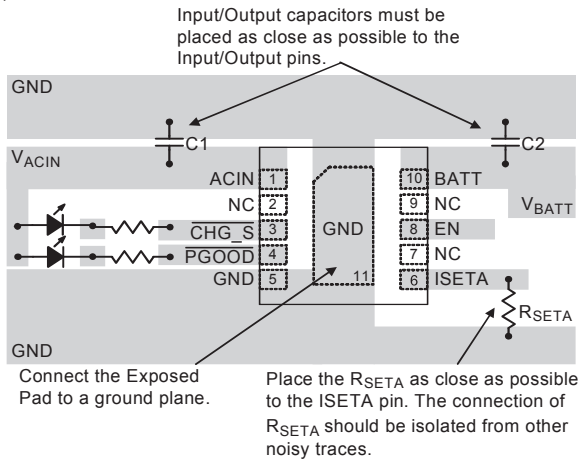 Input/Output capacitors must be
placed as close as possible to the
Input/Output pins.
GND
C1
C2
VACIN
ACIN 1
10 BATT
NC 2
9 NC
VBATT
CHG_S 3
GND
8 EN
PGOOD 4
7 NC
GND 5
11
6 ISETA
RSETA
GND
Connect the Exposed
Pad to a ground plane.
Place the RSETA as close as possible
to the ISETA pin. The connection of
RSETA should be isolated from other
noisy traces.